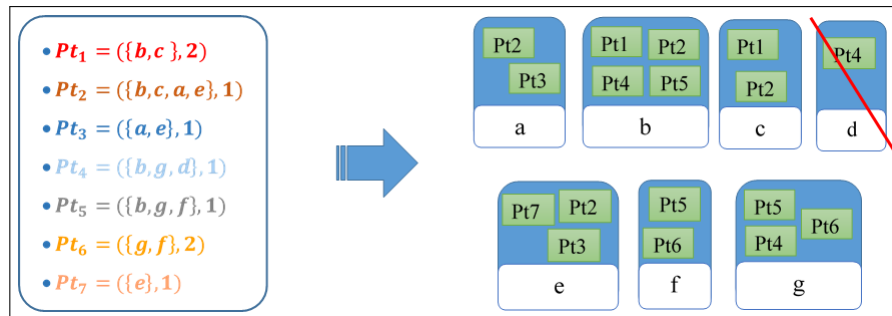 • Pt₁ = ({b, c }, 2)
• Pt₂ = ({b, c, a, e}, 1)
• Pt₃ = ({a, e}, 1)
• Pt₄ = ({b, g, d}, 1)
• Pt₅ = ({b, g, f}, 1)
• Pt₆ = ({g, f}, 2)
• Pt₇ = ({e}, 1)
Pt2
Pt3
a
Pt1 Pt2
Pt4 Pt5
b
Pt1
Pt2
c
Pt4
d
Pt7 Pt2
Pt3
e
Pt5
Pt6
f
Pt5
Pt6
Pt4
g